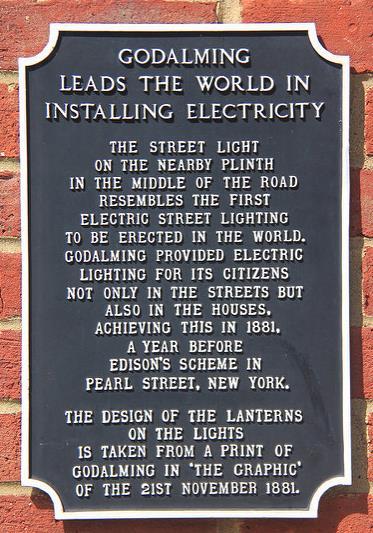 GODALMING
LEADS THE WORLD IN
INSTALLING ELECTRICITY
THE STREET LIGHT
ON THE NEARBY PLINTH
IN THE MIDDLE OF THE ROAD
RESEMBLES THE FIRST
ELECTRIC STREET LIGHTING
TO BE ERECTED IN THE WORLD.
GODALMING PROVIDED ELECTRIC
LIGHTING FOR ITS CITIZENS
NOT ONLY IN THE STREETS BUT
ALSO IN THE HOUSES,
ACHIEVING THIS IN 1881,
A YEAR BEFORE
EDISON'S SCHEME IN
PEARL STREET, NEW YORK.
THE DESIGN OF THE LANTERNS
ON THE LIGHTS
IS TAKEN FROM A PRINT OF
GODALMING IN 'THE GRAPHIC'
OF THE 21ST NOVEMBER 1881.